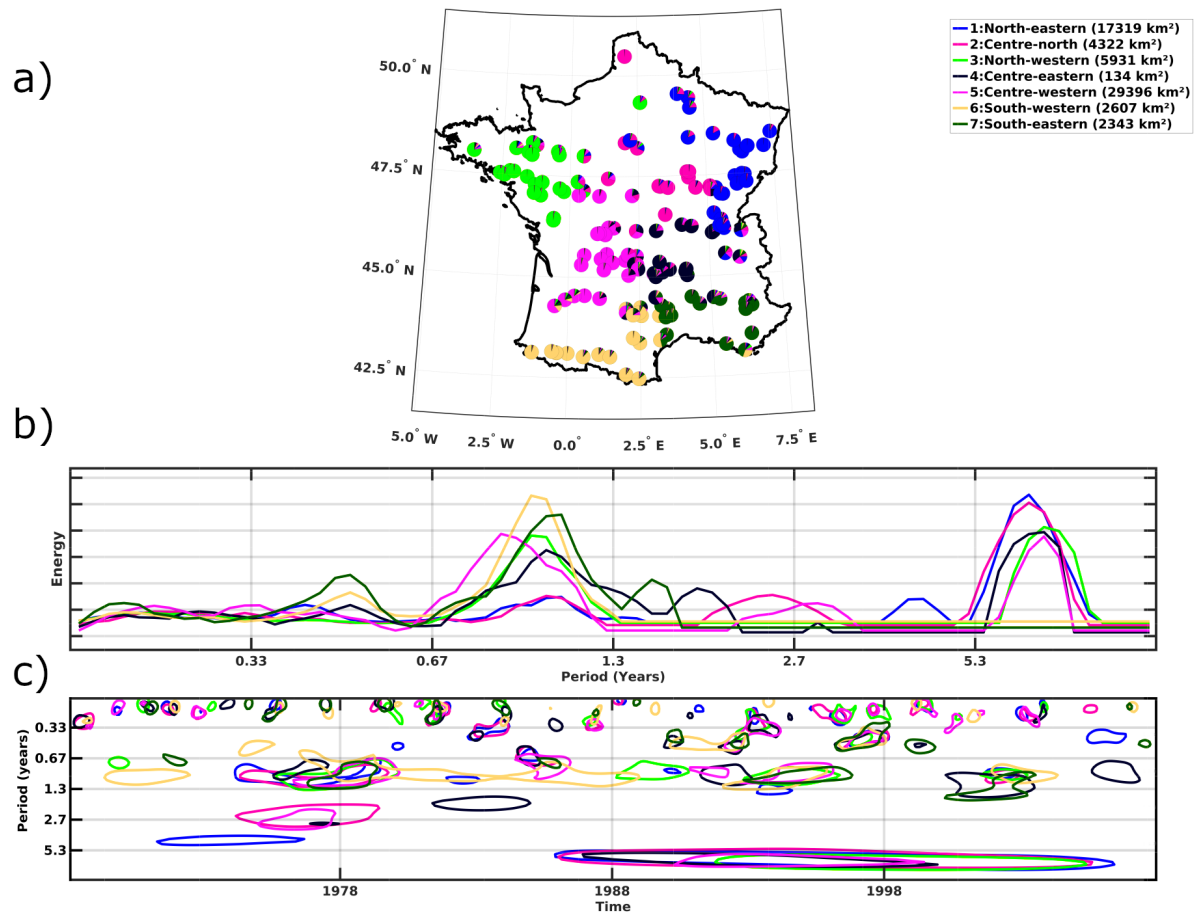 a)
1:North-eastern (17319 km²)
2:Centre-north (4322 km²)
3:North-western (5931 km²)
4:Centre-eastern (134 km²)
5:Centre-western (29396 km²)
6:South-western (2607 km²)
7:South-eastern (2343 km²)
50.0° N
47.5° N
45.0° N
42.5° N
5.0° W 2.5° W 0.0° 2.5° E 5.0° E 7.5° E
b)
Energy
0.33 0.67 1.3 2.7 5.3
Period (Years)
c)
Period (years)
0.33
0.67
1.3
2.7
5.3
1978 1988 1998
Time